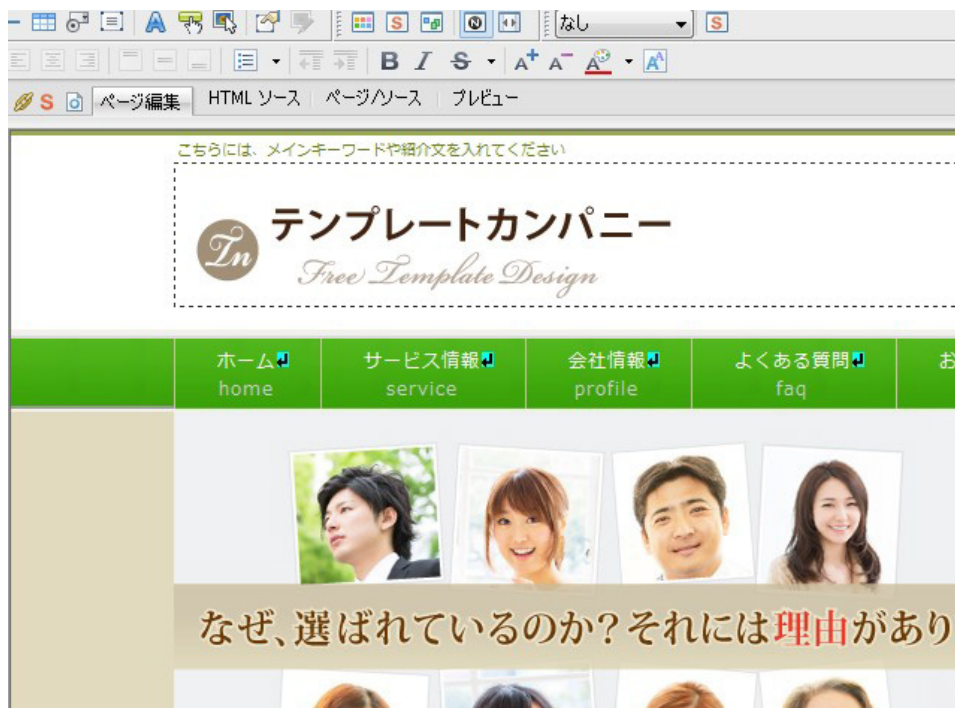 なし
S
B I S A+ A- A A
S ページ編集 HTML ソース ページ/ソース プレビュー
こちらには、メインキーワードや紹介文を入れてください
テンプレートカンパニー
Tn
Free Template Design
ホーム サービス情報 会社情報 よくある質問 お
home service profile faq
なぜ、選ばれているのか?それには理由があり